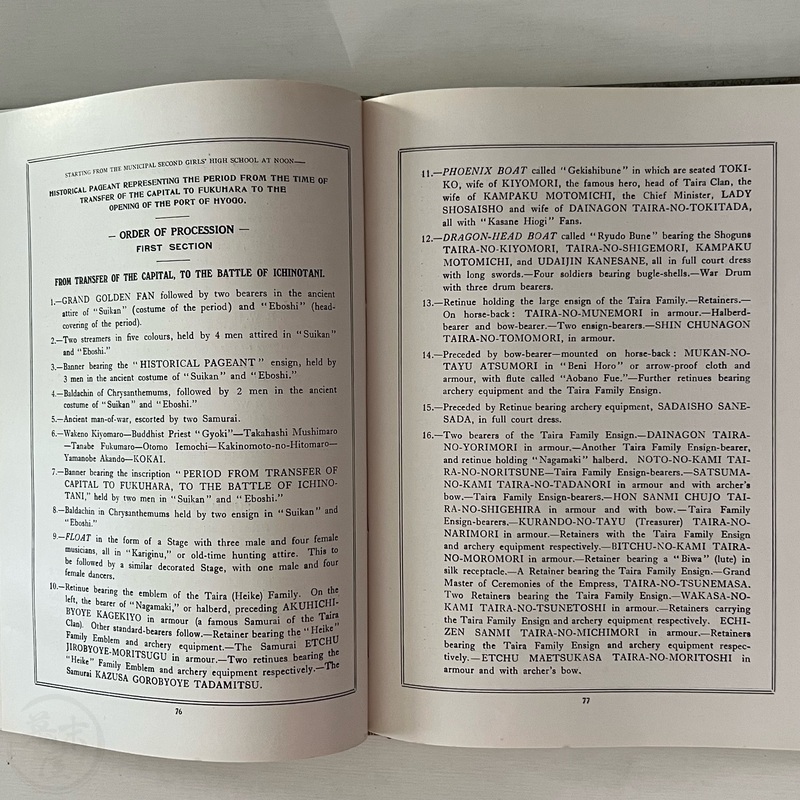 STARTING FROM THE MUNICIPAL SECOND GIRLS' HIGH SCHOOL AT NOON—
HISTORICAL PAGEANT REPRESENTING THE PERIOD FROM THE TIME OF
TRANSFER OF THE CAPITAL TO FUKUHARA TO THE
OPENING OF THE PORT OF HYOGO.
— ORDER OF PROCESSION —
FIRST SECTION
FROM TRANSFER OF THE CAPITAL, TO THE BATTLE OF ICHINOTANI.
1.—GRAND GOLDEN FAN followed by two bearers in the ancient
attire of "Suikan" (costume of the period) and "Eboshi" (head-
covering of the period).
2.—Two streamers in five colours, held by 4 men attired in "Suikan"
and "Eboshi."
3.—Banner bearing the "HISTORICAL PAGEANT" ensign, held by
3 men in the ancient costume of "Suikan" and "Eboshi."
4.—Baldachin of Chrysanthemums, followed by 2 men in the ancient
costume of "Suikan" and "Eboshi."
5.—Ancient man-of-war, escorted by two Samurai.
6.—Wakeno Kiyomaro—Buddhist Priest "Gyoki"—Takahashi Mushimaro
—Tanabe Fukumaro—Otomo Iemochi—Kakinomoto-no-Hitomaro—
Yamanobe Akando—KOKAI.
7.—Banner bearing the inscription "PERIOD FROM TRANSFER OF
CAPITAL TO FUKUHARA, TO THE BATTLE OF ICHINO-
TANI," held by two men in "Suikan" and "Eboshi."
8.—Baldachin in Chrysanthemums held by two ensign in "Suikan" and
"Eboshi."
9.—FLOAT in the form of a Stage with three male and four female
musicians, all in "Kariginu," or old-time hunting attire. This to
be followed by a similar decorated Stage, with one male and four
female dancers.
10.—Retinue bearing the emblem of the Taira (Heike) Family. On the
left, the bearer of "Nagamaki," or halberd, preceding AKUHICHI-
BYOYE KAGEKIYO in armour (a famous Samurai of the Taira
Clan). Other standard-bearers follow.—Retainer bearing the "Heike"
Family Emblem and archery equipment.—The Samurai ETCHU
JIROBYOYE-MORITSUGU in armour.—Two retinues bearing the
"Heike" Family Emblem and archery equipment respectively.—The
Samurai KAZUSA GOROBYOYE TADAMITSU.
76
11.—PHOENIX BOAT called "Gekishibune" in which are seated TOKI-
KO, wife of KIYOMORI, the famous hero, head of Taira Clan, the
wife of KAMPAKU MOTOMICHI, the Chief Minister, LADY
SHOSAISHO and wife of DAINAGON TAIRA-NO-TOKITADA,
all with "Kasane Hiogi" Fans.
12.—DRAGON-HEAD BOAT called "Ryudo Bune" bearing the Shoguns
TAIRA-NO-KIYOMORI, TAIRA-NO-SHIGEMORI, KAMPAKU
MOTOMICHI, and UDAIJIN KANESANE, all in full court dress
with long swords.—Four soldiers bearing bugle-shells.—War Drum
with three drum bearers.
13.—Retinue holding the large ensign of the Taira Family.—Retainers.—
On horse-back: TAIRA-NO-MUNEMORI in armour.—Halberd-
bearer and bow-bearer.—Two ensign-bearers.—SHIN CHUNAGON
TAIRA-NO-TOMOMORI, in armour.
14.—Preceded by bow-bearer—mounted on horse-back: MUKAN-NO-
TAYU ATSUMORI in "Beni Horo" or arrow-proof cloth and
armour, with flute called "Aobano Fue."—Further retinues bearing
archery equipment and the Taira Family Ensign.
15.—Preceded by Retinue bearing archery equipment, SADAISHO SANE-
SADA, in full court dress.
16.—Two bearers of the Taira Family Ensign.—DAINAGON TAIRA-
NO-YORIMORI in armour.—Another Taira Family Ensign-bearer,
and retinue holding "Nagamaki" halberd. NOTO-NO-KAMI TAI-
RA-NO-NORITSUNE—Taira Family Ensign-bearers.—SATSUMA-
NO-KAMI TAIRA-NO-TADANORI in armour and with archer's
bow.—Taira Family Ensign-bearers.—HON SANMI CHUJO TAI-
RA-NO-SHIGEHIRA in armour and with bow.—Taira Family
Ensign-bearers.—KURANDO-NO-TAYU (Treasurer) TAIRA-NO-
NARIMORI in armour.—Retainers with the Taira Family Ensign
and archery equipment respectively.—BITCHU-NO-KAMI TAIRA-
NO-MOROMORI in armour.—Retainer bearing a "Biwa" (lute) in
silk receptacle.—A Retainer bearing the Taira Family Ensign.—Grand
Master of Ceremonies of the Empress, TAIRA-NO-TSUNEMASA.
Two Retainers bearing the Taira Family Ensign.—WAKASA-NO-
KAMI TAIRA-NO-TSUNETOSHI in armour.—Retainers carrying
the Taira Family Ensign and archery equipment respectively. ECHI-
ZEN SANMI TAIRA-NO-MICHIMORI in armour.—Retainers
bearing the Taira Family Ensign and archery equipment respec-
tively.—ETCHU MAETSUKASA TAIRA-NO-MORITOSHI in
armour and with archer's bow.
77